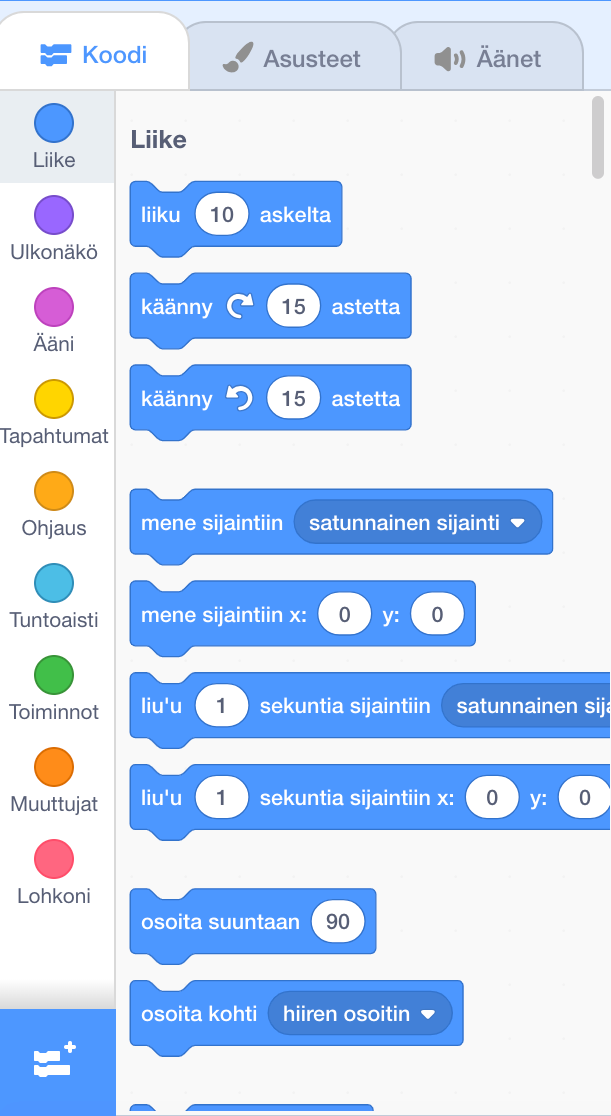 Koodi
Asusteet
Äänet
Liike
Ulkonäkö
Ääni
Tapahtumat
Ohjaus
Tuntoaisti
Toiminnot
Muuttujat
Lohkoni
Liike
liiku 10 askelta
käänny 15 astetta
käänny 15 astetta
mene sijaintiin satunnainen sijainti
mene sijaintiin x: 0 y: 0
liu'u 1 sekuntia sijaintiin satunnainen
liu'u 1 sekuntia sijaintiin x: 0 y: 0
osoita suuntaan 90
osoita kohti hiiren osoitin